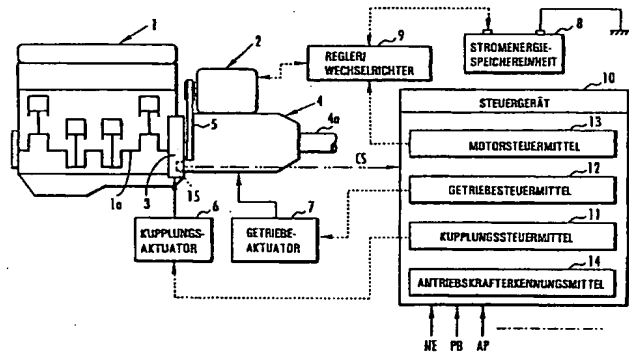 1
2
9
REGLER/
WECHSELRICHTER
8
STROMENERGIE-
SPEICHEREINHEIT
10
STEUERGERÄT
4
4a
5
13
MOTORSTEUERMITTEL
CS
12
GETRIEBESTEUERMITTEL
1a
3
15
6
KUPPLUNGS-
AKTUATOR
7
GETRIEBE-
AKTUATOR
11
KUPPLUNGSSTEUERMITTEL
14
ANTRIEBSKRAFTERKENNUNGSMITTEL
NE PB AP